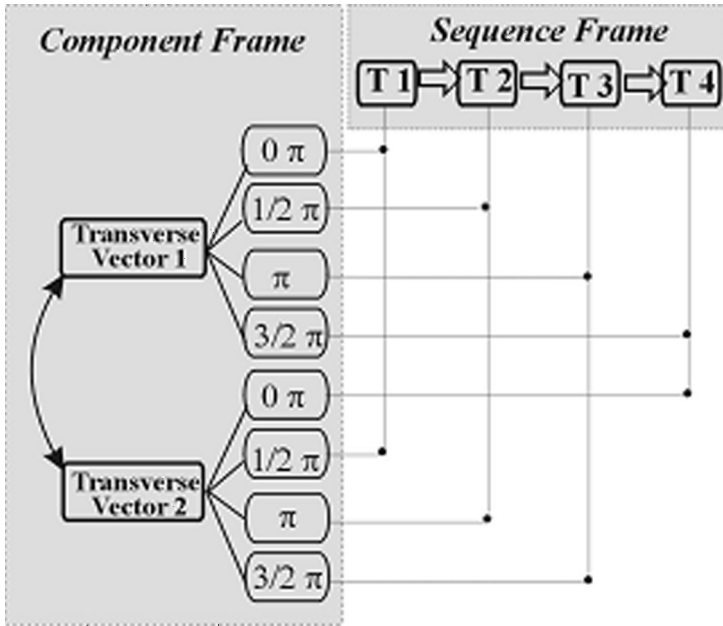 Component Frame
Sequence Frame
T 1
T 2
T 3
T 4
0 π
1/2 π
Transverse
Vector 1
π
3/2 π
0 π
1/2 π
Transverse
Vector 2
π
3/2 π